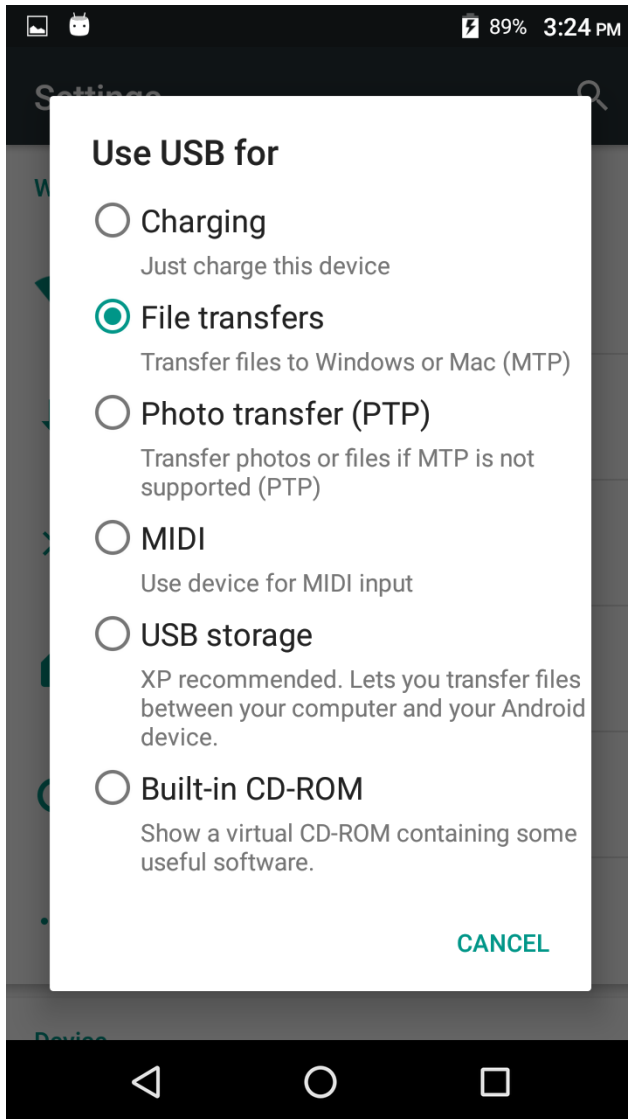 89% 3:24 PM
Settings
Use USB for
Charging
Just charge this device
File transfers
Transfer files to Windows or Mac (MTP)
Photo transfer (PTP)
Transfer photos or files if MTP is not
supported (PTP)
MIDI
Use device for MIDI input
USB storage
XP recommended. Lets you transfer files
between your computer and your Android
device.
Built-in CD-ROM
Show a virtual CD-ROM containing some
useful software.
CANCEL
Device